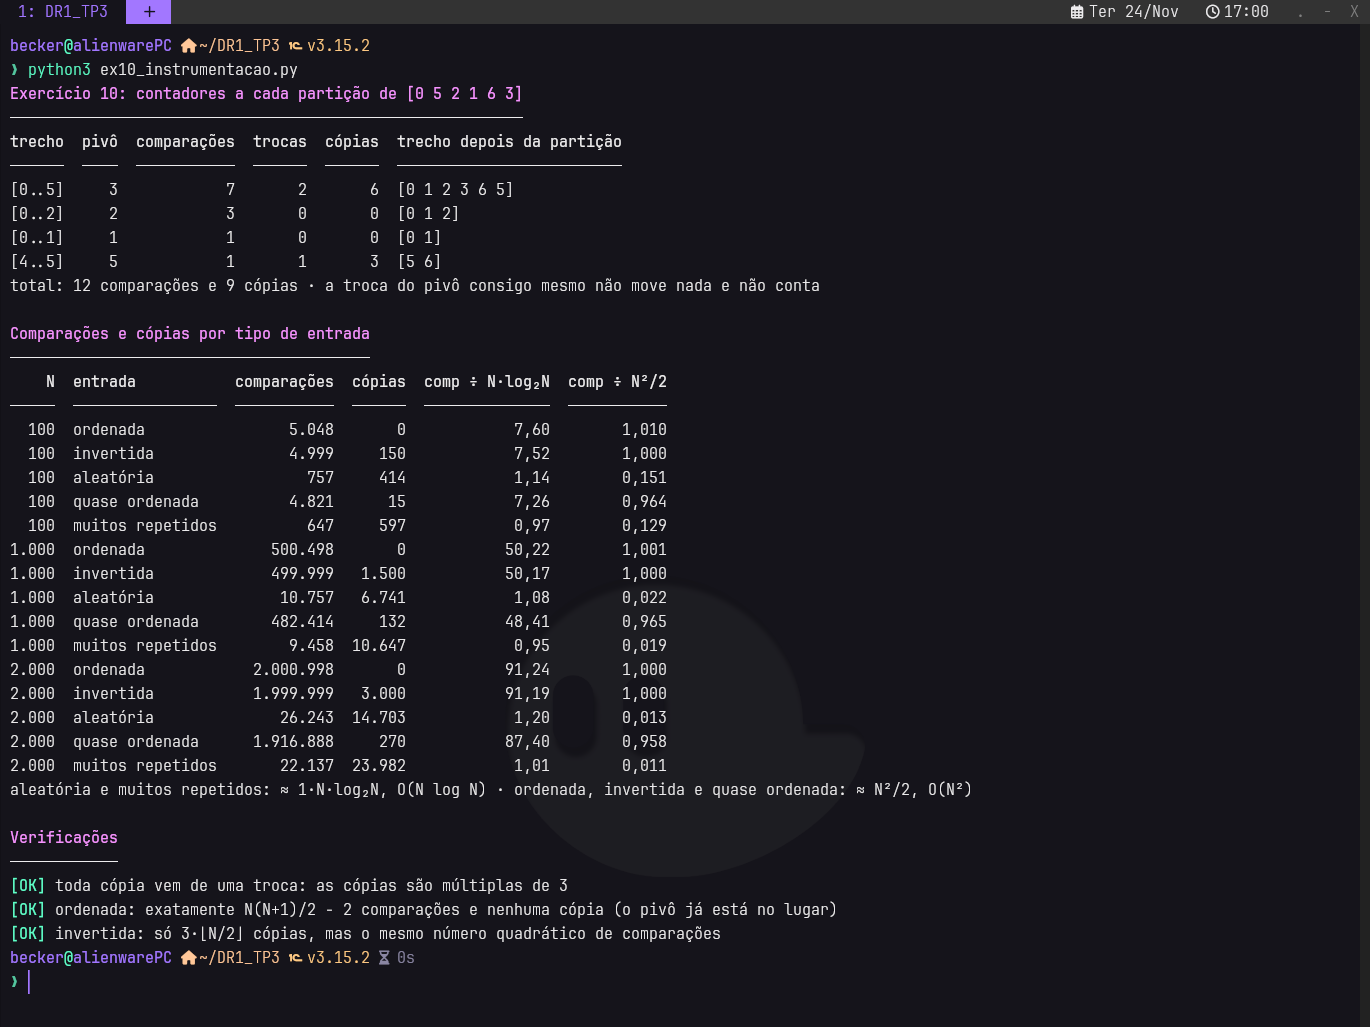 1: DR1_TP3 + Ter 24/Nov 17:00 . - X
becker@alienwarePC ~/DR1_TP3 v3.15.2
❯ python3 ex10_instrumentacao.py
Exercício 10: contadores a cada partição de [0 5 2 1 6 3]
trecho pivô comparações trocas cópias trecho depois da partição
[0..5] 3 7 2 6 [0 1 2 3 6 5]
[0..2] 2 3 0 0 [0 1 2]
[0..1] 1 1 0 0 [0 1]
[4..5] 5 1 1 3 [5 6]
total: 12 comparações e 9 cópias · a troca do pivô consigo mesmo não move nada e não conta
Comparações e cópias por tipo de entrada
N entrada comparações cópias comp ÷ N·log₂N comp ÷ N²/2
100 ordenada 5.048 0 7,60 1,010
100 invertida 4.999 150 7,52 1,000
100 aleatória 757 414 1,14 0,151
100 quase ordenada 4.821 15 7,26 0,964
100 muitos repetidos 647 597 0,97 0,129
1.000 ordenada 500.498 0 50,22 1,001
1.000 invertida 499.999 1.500 50,17 1,000
1.000 aleatória 10.757 6.741 1,08 0,022
1.000 quase ordenada 482.414 132 48,41 0,965
1.000 muitos repetidos 9.458 10.647 0,95 0,019
2.000 ordenada 2.000.998 0 91,24 1,000
2.000 invertida 1.999.999 3.000 91,19 1,000
2.000 aleatória 26.243 14.703 1,20 0,013
2.000 quase ordenada 1.916.888 270 87,40 0,958
2.000 muitos repetidos 22.137 23.982 1,01 0,011
aleatória e muitos repetidos: ≈ 1·N·log₂N, O(N log N) · ordenada, invertida e quase ordenada: ≈ N²/2, O(N²)
Verificações
[OK] toda cópia vem de uma troca: as cópias são múltiplas de 3
[OK] ordenada: exatamente N(N+1)/2 - 2 comparações e nenhuma cópia (o pivô já está no lugar)
[OK] invertida: só 3·⌊N/2⌋ cópias, mas o mesmo número quadrático de comparações
becker@alienwarePC ~/DR1_TP3 v3.15.2 0s
❯